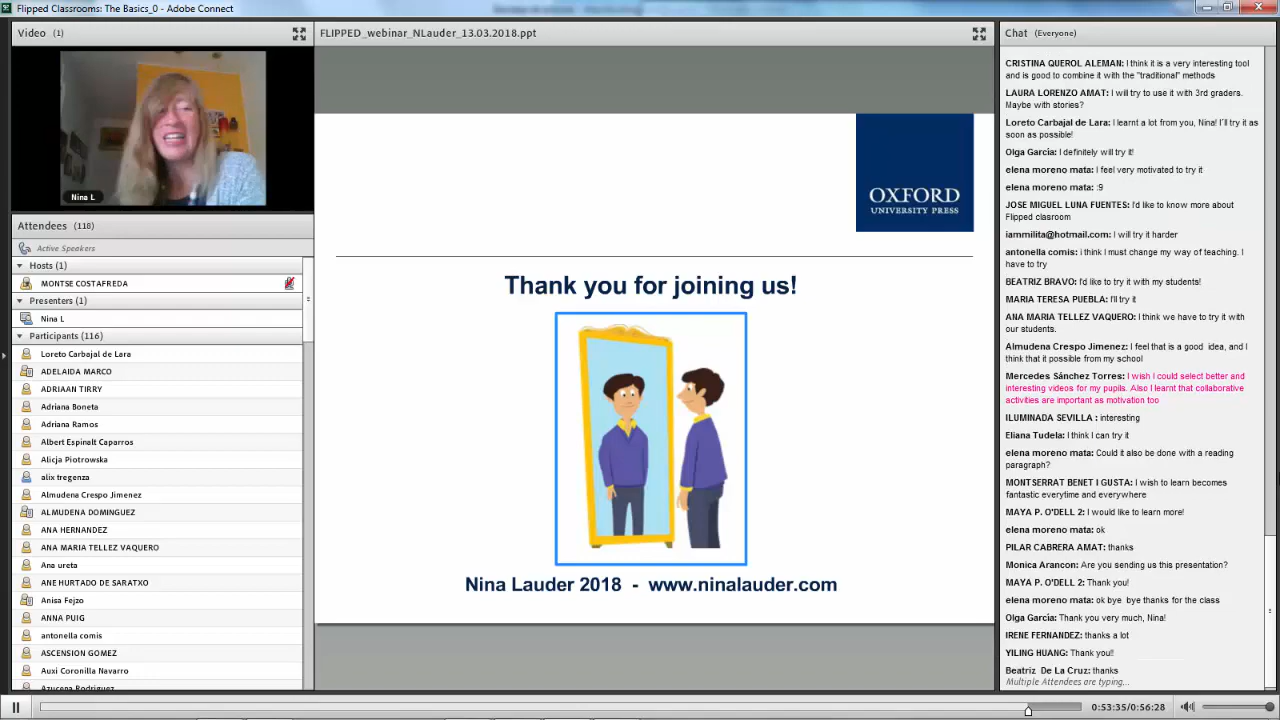 Flipped Classrooms: The Basics_0 - Adobe Connect
Video (1)
Nina L
Attendees (118)
Active Speakers
Hosts (1)
MONTSE COSTAFREDA
Presenters (1)
Nina L
Participants (116)
Loreto Carbajal de Lara
ADELAIDA MARCO
ADRIAAN TIRRY
Adriana Boneta
Adriana Ramos
Albert Espinalt Caparros
Alicja Piotrowska
alix tregenza
Almudena Crespo Jimenez
ALMUDENA DOMINGUEZ
ANA HERNANDEZ
ANA MARIA TELLEZ VAQUERO
Ana ureta
ANE HURTADO DE SARATXO
Anisa Fejzo
ANNA PUIG
antonella comis
ASCENSION GOMEZ
Auxi Coronilla Navarro
Azucena Rodriguez
FLIPPED_webinar_NLauder_13.03.2018.ppt
OXFORD
UNIVERSITY PRESS
Thank you for joining us!
Nina Lauder 2018 - www.ninalauder.com
Chat (Everyone)
CRISTINA QUEROL ALEMAN: I think it is a very interesting tool
and is good to combine it with the "traditional" methods
LAURA LORENZO AMAT: I will try to use it with 3rd graders.
Maybe with stories?
Loreto Carbajal de Lara: I learnt a lot from you, Nina! I'll try it as
soon as possible!
Olga García: I definitely will try it!
elena moreno mata: I feel very motivated to try it
elena moreno mata: :9
JOSE MIGUEL LUNA FUENTES: I'd like to know more about
Flipped clasroom
iammilita@hotmail.com: I will try it harder
antonella comis: i think I must change my way of teaching. I
have to try
BEATRIZ BRAVO: I'd like to try it with my students!
MARIA TERESA PUEBLA: I'll try it
ANA MARIA TELLEZ VAQUERO: I think we have to try it with
our students.
Almudena Crespo Jimenez: I feel that is a good idea, and I
think that it possible from my school
Mercedes Sánchez Torres: I wish I could select better and
interesting videos for my pupils. Also I learnt that collaborative
activities are important as motivation too
ILUMINADA SEVILLA : interesting
Eliana Tudela: I think I can try it
elena moreno mata: Could it also be done with a reading
paragraph?
MONTSERRAT BENET I GUSTA: I wish to learn becomes
fantastic everytime and everywhere
MAYA P. O'DELL 2: I would like to learn more!
elena moreno mata: ok
PILAR CABRERA AMAT: thanks
Monica Arancon: Are you sending us this presentation?
MAYA P. O'DELL 2: Thank you!
elena moreno mata: ok bye bye thanks for the class
Olga García: Thank you very much, Nina!
IRENE FERNANDEZ: thanks a lot
YILING HUANG: Thank you!!
Beatriz De La Cruz: thanks
Multiple Attendees are typing...
0:53:35/0:56:28